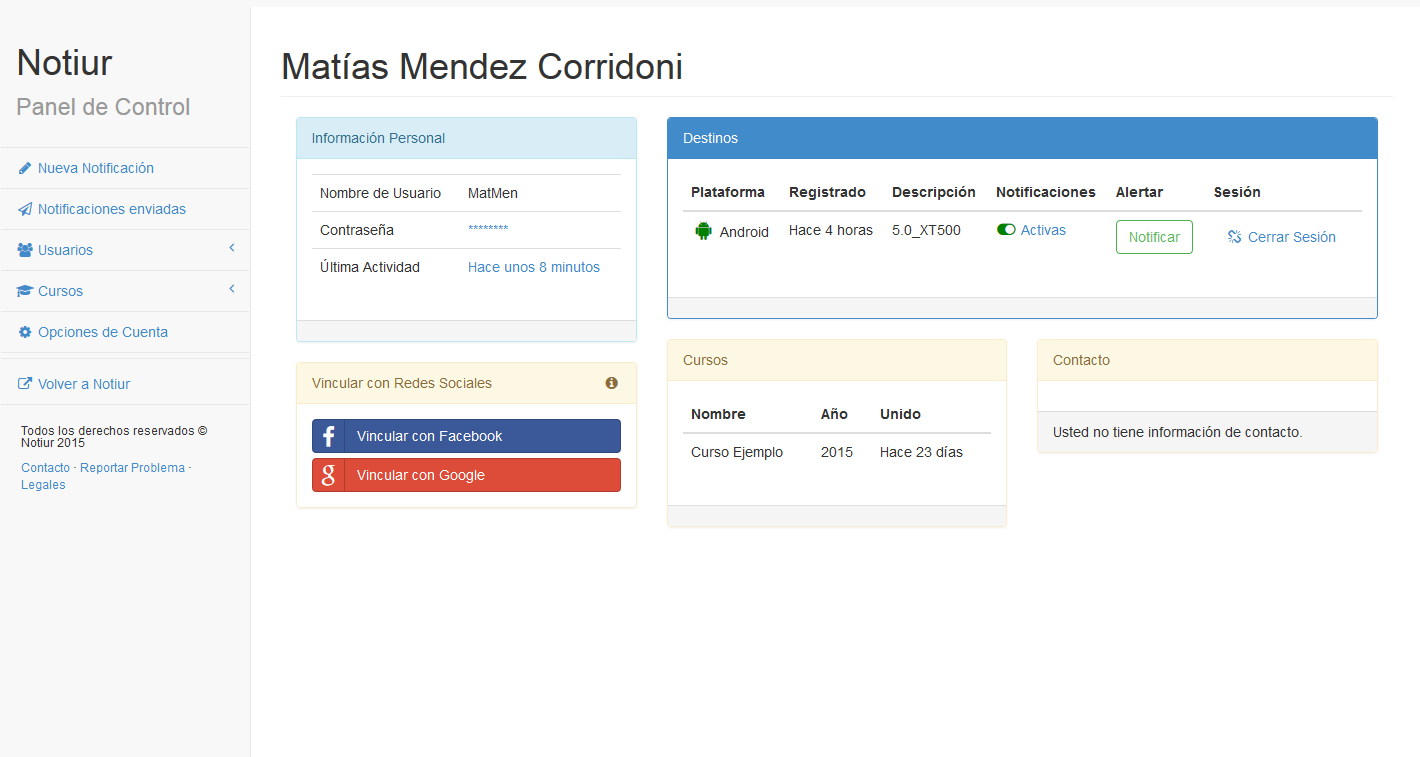 Notiur
Panel de Control
Nueva Notificación
Notificaciones enviadas
Usuarios
Cursos
Opciones de Cuenta
Volver a Notiur
Todos los derechos reservados ©
Notiur 2015
Contacto · Reportar Problema ·
Legales
Matías Mendez Corridoni
Información Personal
Nombre de Usuario MatMen
Contraseña ********
Última Actividad Hace unos 8 minutos
Vincular con Redes Sociales
Vincular con Facebook
Vincular con Google
Destinos
Plataforma Registrado Descripción Notificaciones Alertar Sesión
Android Hace 4 horas 5.0_XT500 Activas Notificar Cerrar Sesión
Cursos
Nombre Año Unido
Curso Ejemplo 2015 Hace 23 días
Contacto
Usted no tiene información de contacto.